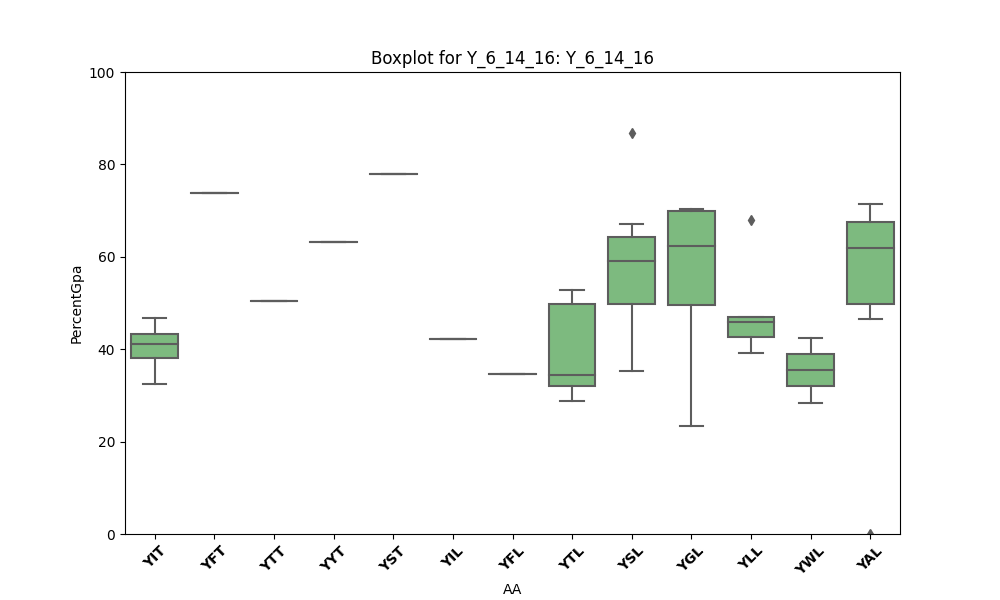 Boxplot for Y_6_14_16: Y_6_14_16
100
80
60
40
20
0
PercentGpa
YIT YFT YTT YYT YST YIL YFL YTL YSL YGL YLL YWL YAL
AA